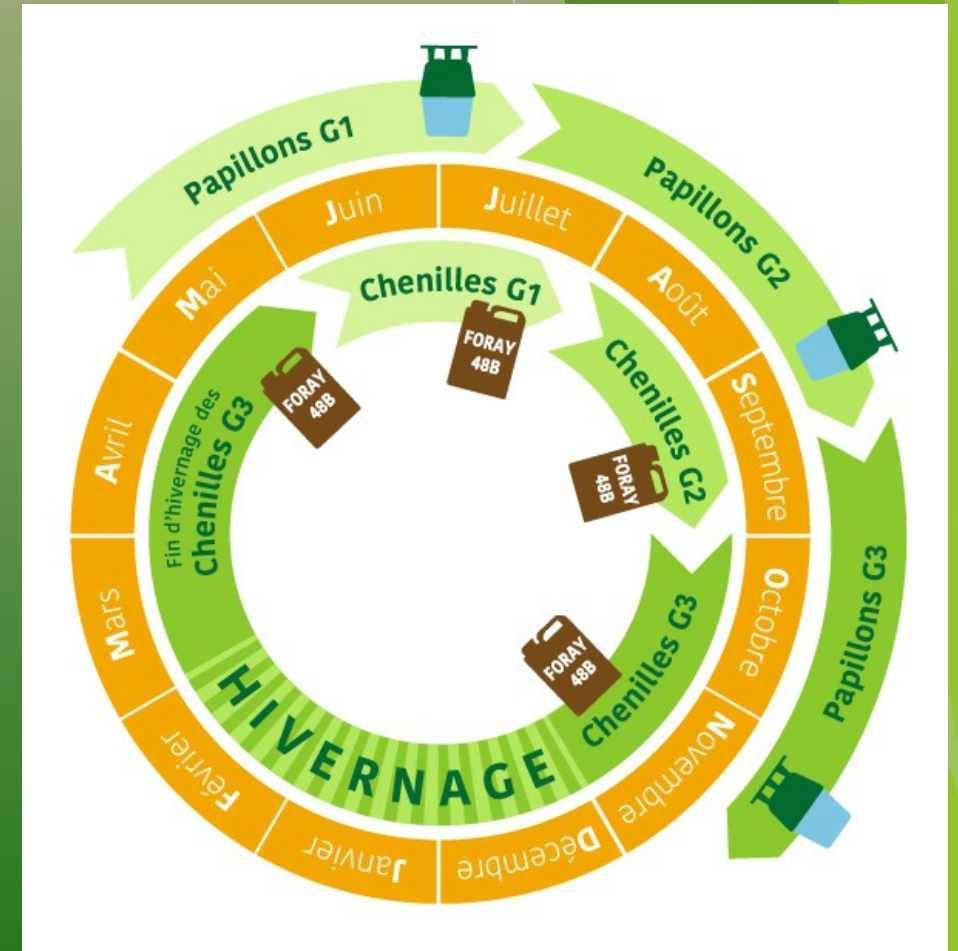 Papillons G1
Papillons G2
Papillons G3
Juin
Juillet
Août
Septembre
Octobre
Novembre
Décembre
Janvier
Février
Mars
Avril
Mai
Chenilles G1
Chenilles G2
Chenilles G3
HIVERNAGE
Fin d'hivernage des
Chenilles G3
FORAY
48B
FORAY
48B
FORAY
48B
FORAY
48B